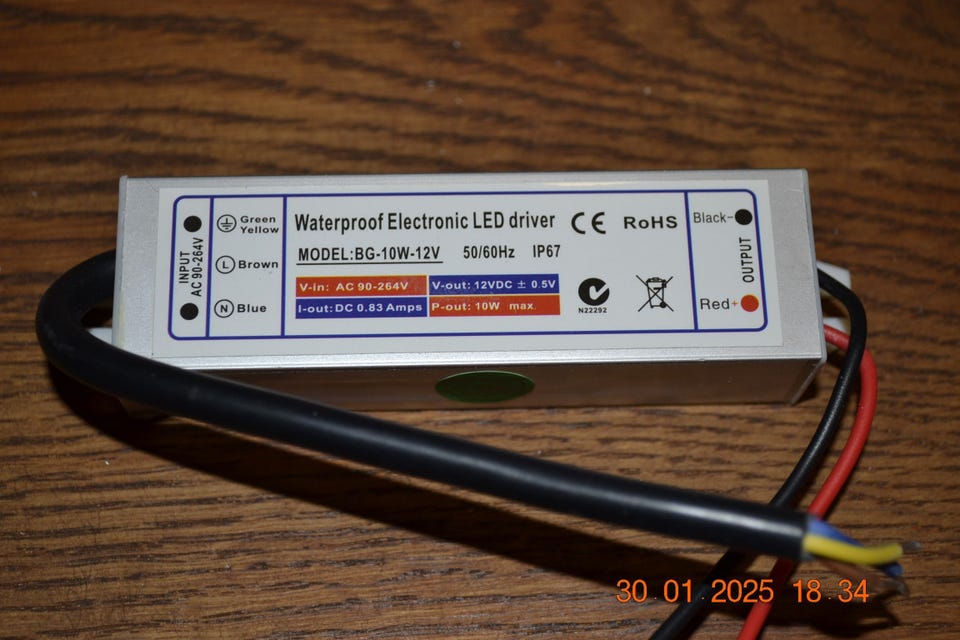 INPUT
AC 90-264V
Green
Yellow
L Brown
N Blue
Waterproof Electronic LED driver CE RoHS
MODEL:BG-10W-12V 50/60Hz IP67
V-in: AC 90-264V V-out: 12VDC ± 0.5V
I-out: DC 0.83 Amps P-out: 10W max.
N22292
Black-
OUTPUT
Red+
30 01 2025 18:34